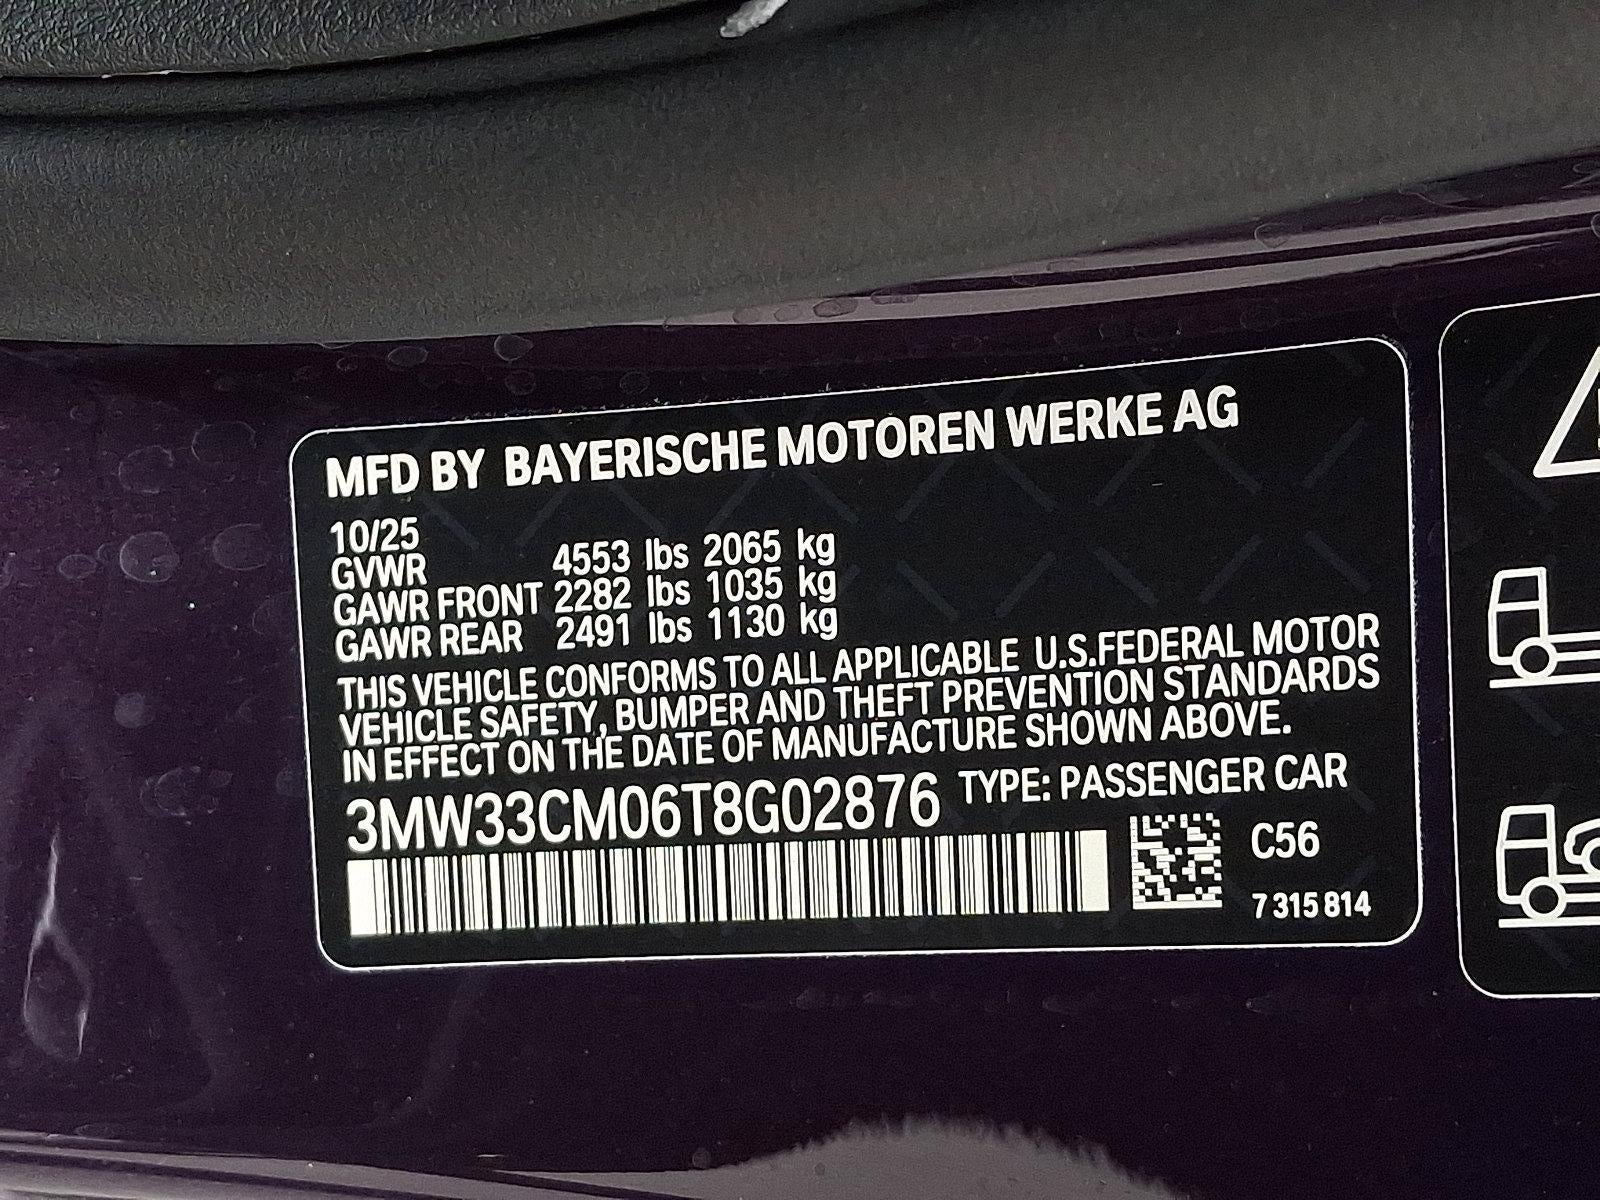 MFD BY BAYERISCHE MOTOREN WERKE AG
10/25
GVWR 4553 lbs 2065 kg
GAWR FRONT 2282 lbs 1035 kg
GAWR REAR 2491 lbs 1130 kg
THIS VEHICLE CONFORMS TO ALL APPLICABLE U.S.FEDERAL MOTOR
VEHICLE SAFETY, BUMPER AND THEFT PREVENTION STANDARDS
IN EFFECT ON THE DATE OF MANUFACTURE SHOWN ABOVE.
3MW33CM06T8G02876 TYPE: PASSENGER CAR
C56
7 315 814